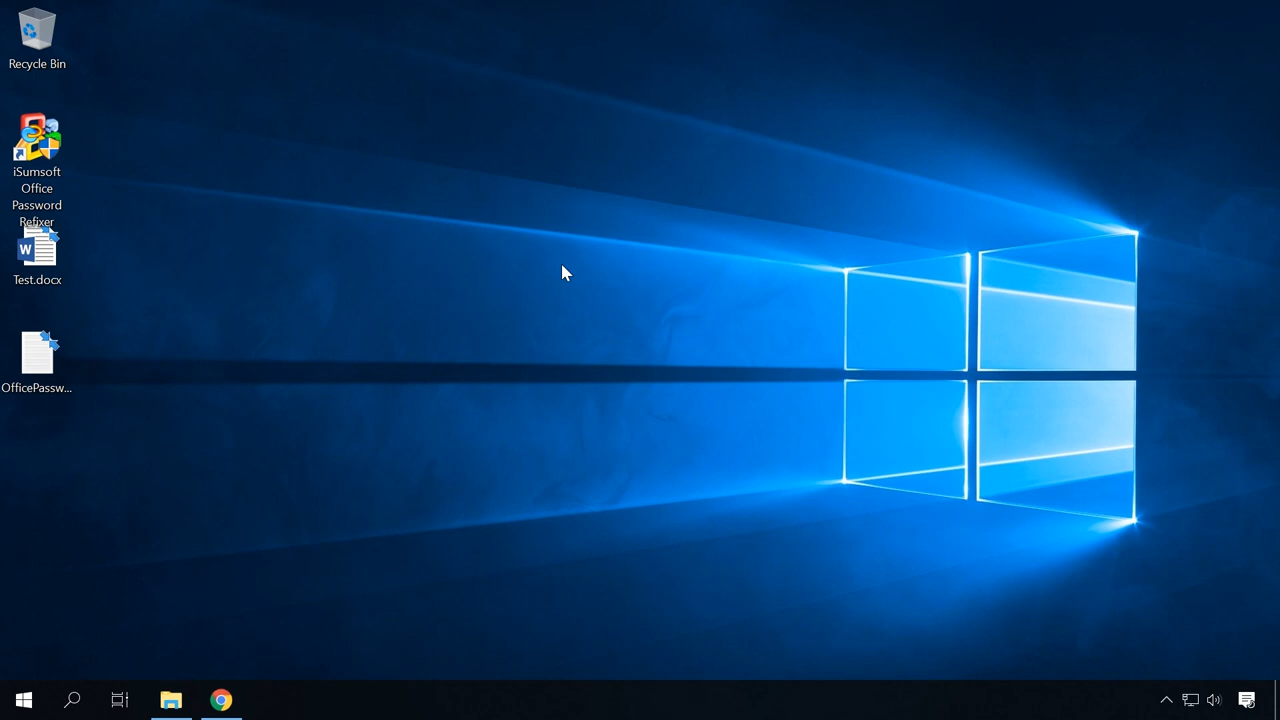 Recycle Bin
iSumsoft
Office
Password
Refixer
W
Test.docx
OfficePassw...